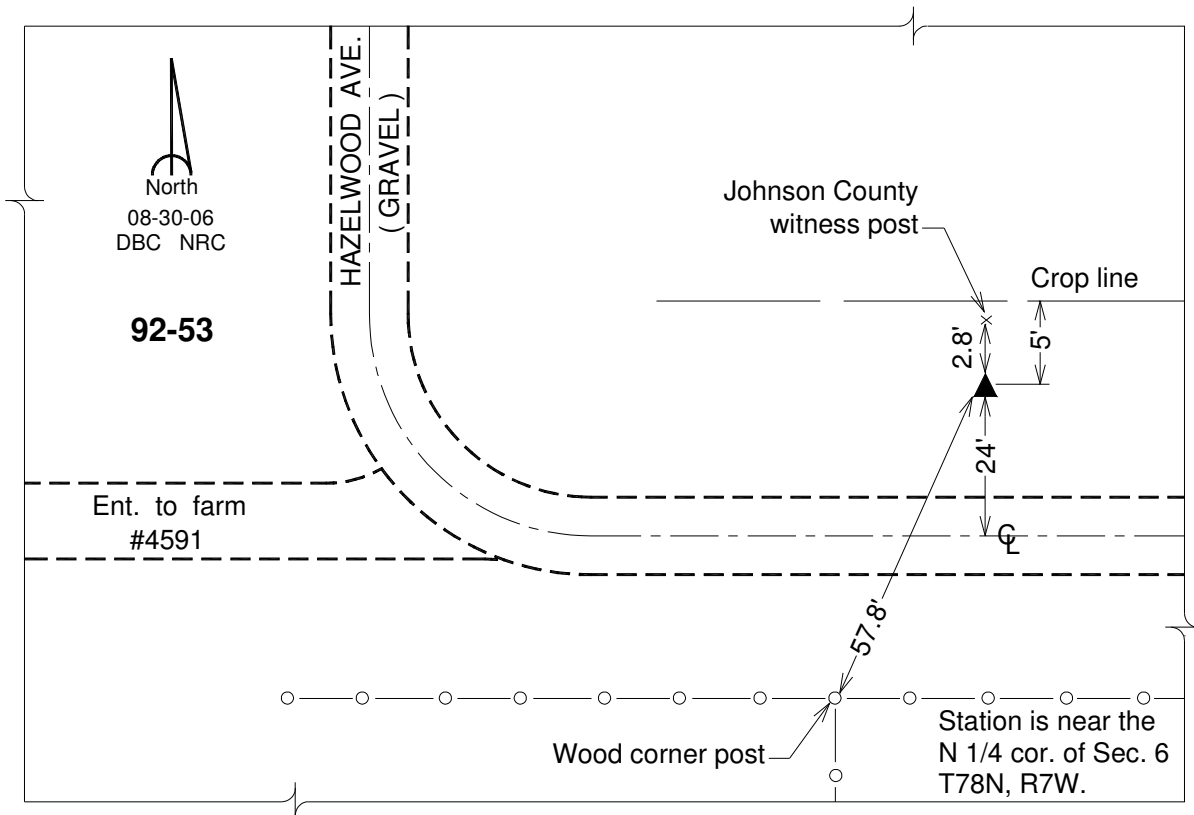 HAZELWOOD AVE.
( GRAVEL )
North
08-30-06
DBC NRC
92-53
Johnson County
witness post
Crop line
x
2.8'
5'
24'
Ent. to farm
#4591
CL
57.8'
Wood corner post
Station is near the
N 1/4 cor. of Sec. 6
T78N, R7W.